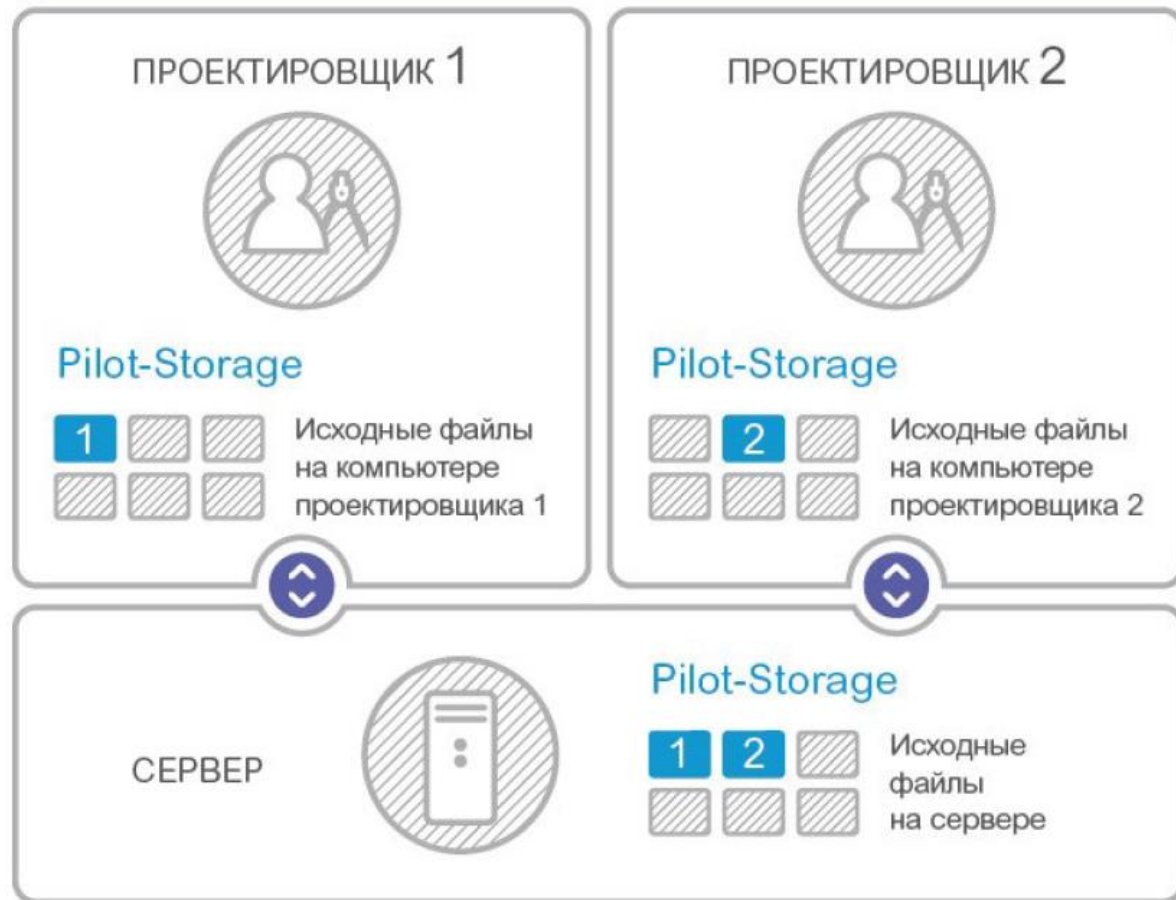 ПРОЕКТИРОВЩИК 1
Pilot-Storage
1
Исходные файлы
на компьютере
проектировщика 1
ПРОЕКТИРОВЩИК 2
Pilot-Storage
2
Исходные файлы
на компьютере
проектировщика 2
СЕРВЕР
Pilot-Storage
1 2
Исходные
файлы
на сервере